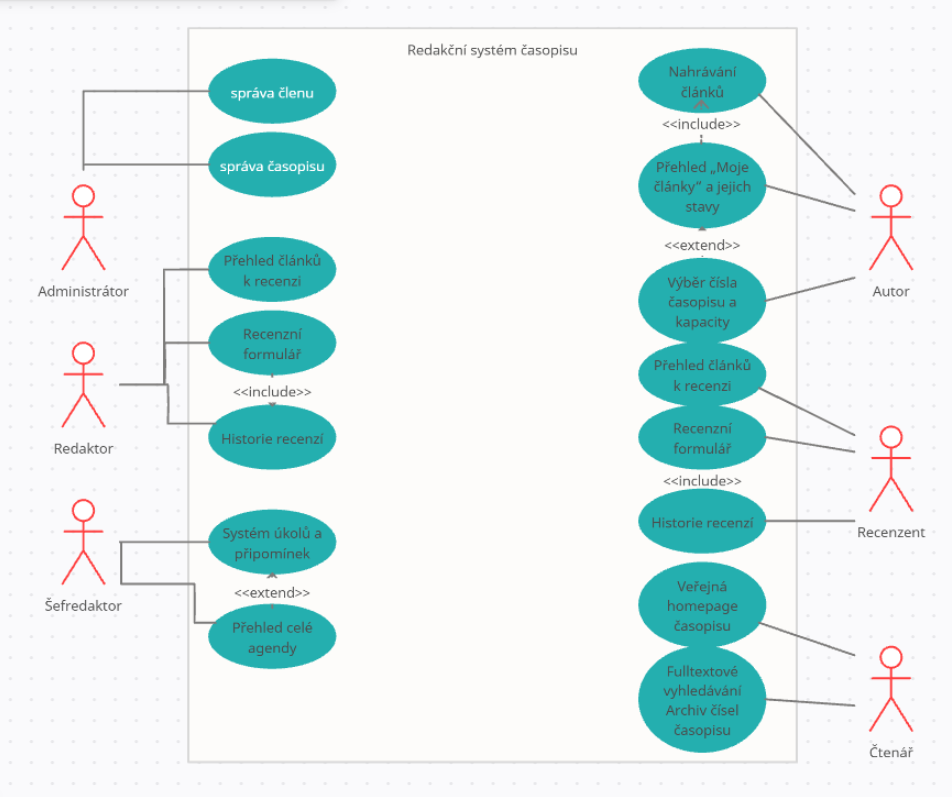 Redakční systém časopisu
správa členu
správa časopisu
Administrátor
Přehled článků
k recenzi
Recenzní
formulář
<<include>>
Historie recenzí
Redaktor
Systém úkolů a
připomínek
<<extend>>
Přehled celé
agendy
Šefredaktor
Nahrávání
článků
<<include>>
Přehled „Moje
články“ a jejich
stavy
<<extend>>
Výběr čísla
časopisu a
kapacity
Autor
Přehled článků
k recenzi
Recenzní
formulář
<<include>>
Historie recenzí
Recenzent
Veřejná
homepage
časopisu
Fulltextové
vyhledávání
Archiv čísel
časopisu
Čtenář